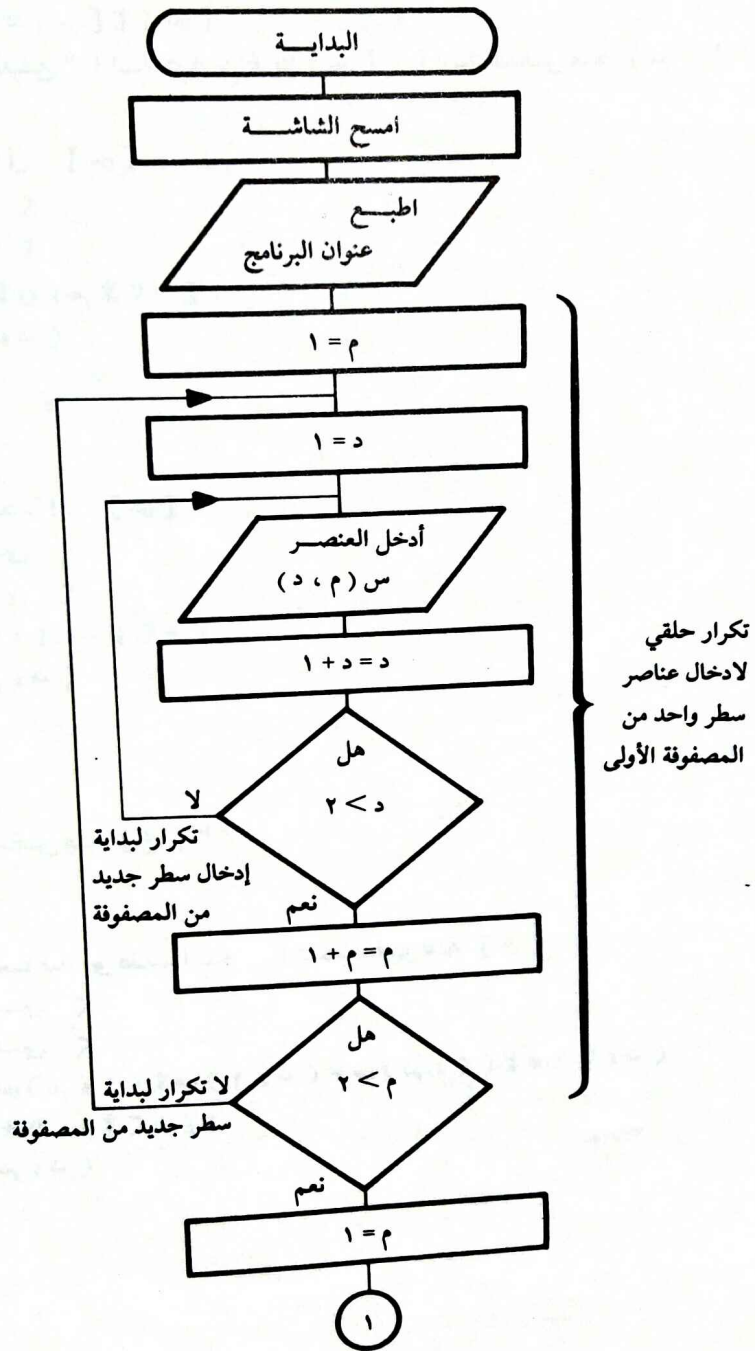 البداية
امسح الشاشة
اطبع
عنوان البرنامج
م = ١
د = ١
أدخل العنصر
س ( م ، د )
د = د + ١
هل
د > ٢
لا
تكرار لبداية
إدخال سطر جديد
من المصفوفة
نعم
م = م + ١
هل
م > ٢
لا تكرار لبداية
سطر جديد من المصفوفة
نعم
م = ١
١
تكرار حلقي
لادخال عناصر
سطر واحد من
المصفوفة الأولى